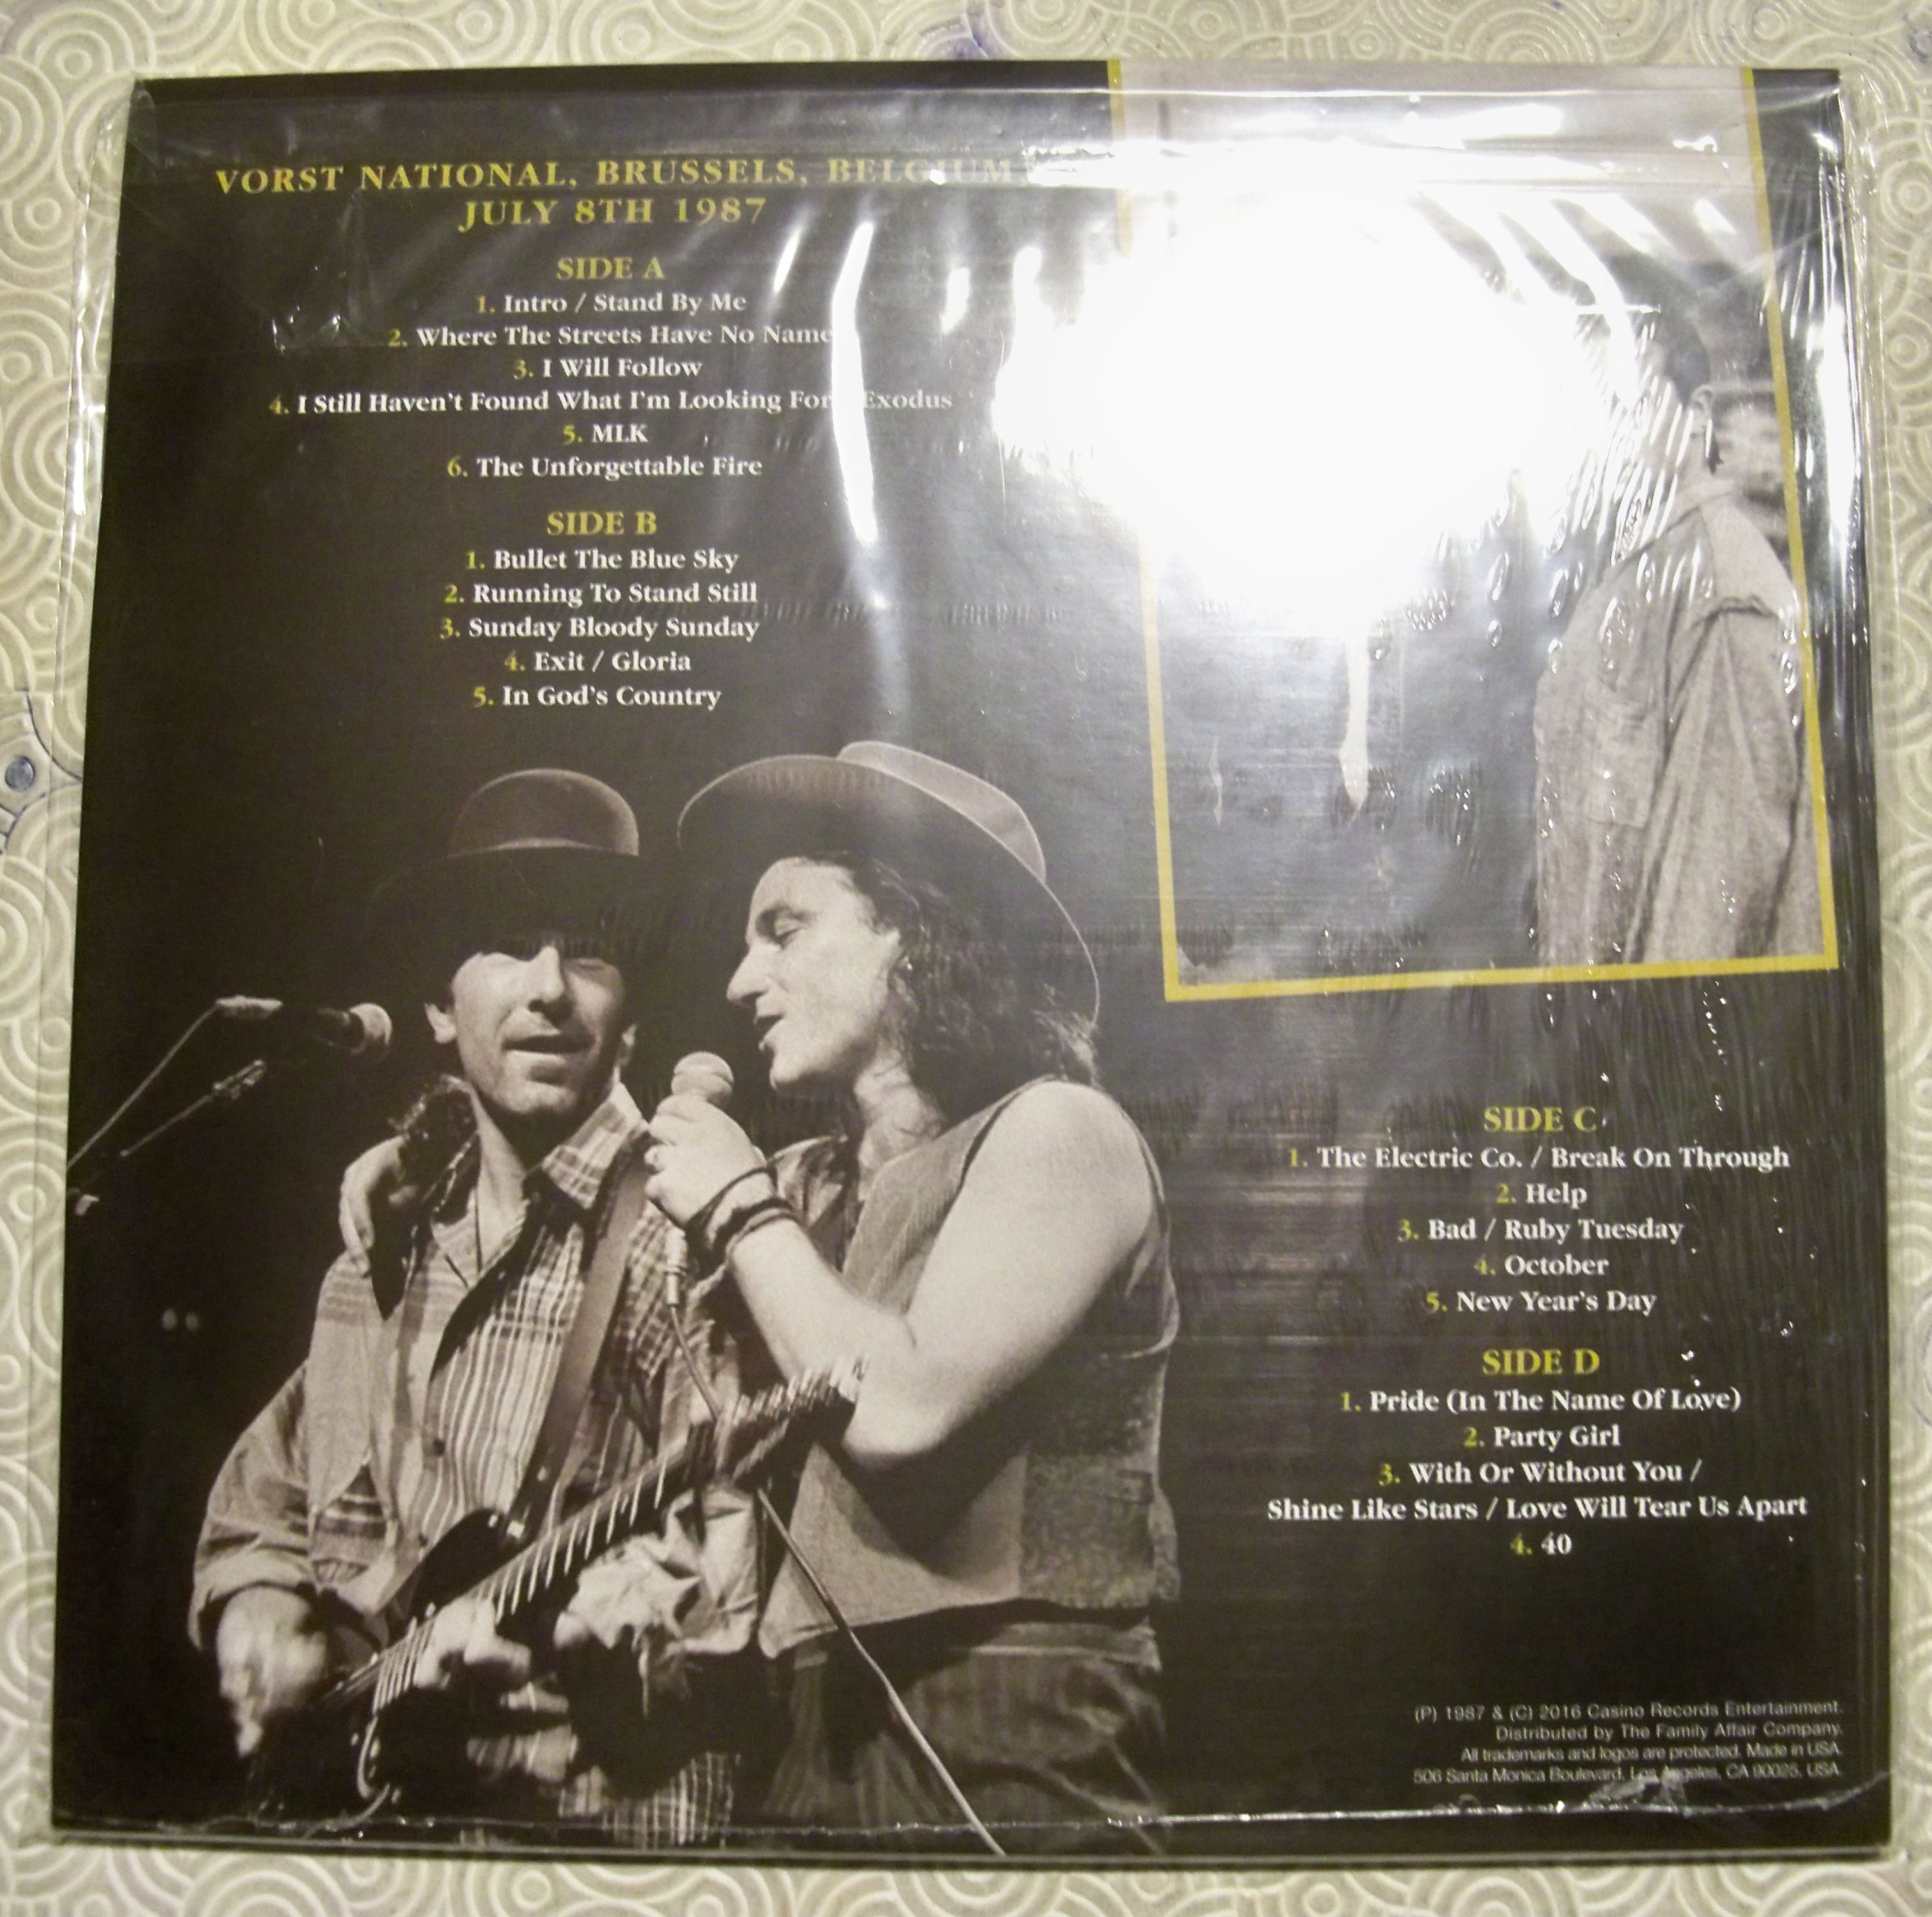 VORST NATIONAL, BRUSSELS, BELGIUM
JULY 8TH 1987
SIDE A
1. Intro / Stand By Me
2. Where The Streets Have No Name
3. I Will Follow
4. I Still Haven't Found What I'm Looking For Exodus
5. MLK
6. The Unforgettable Fire
SIDE B
1. Bullet The Blue Sky
2. Running To Stand Still
3. Sunday Bloody Sunday
4. Exit / Gloria
5. In God's Country
SIDE C
1. The Electric Co. / Break On Through
2. Help
3. Bad / Ruby Tuesday
4. October
5. New Year's Day
SIDE D
1. Pride (In The Name Of Love)
2. Party Girl
3. With Or Without You /
Shine Like Stars / Love Will Tear Us Apart
4. 40
(P) 1987 & (C) 2016 Casino Records Entertainment.
Distributed by The Family Affair Company.
All trademarks and logos are protected. Made in USA.
506 Santa Monica Boulevard, Los Angeles, CA 90025, USA.